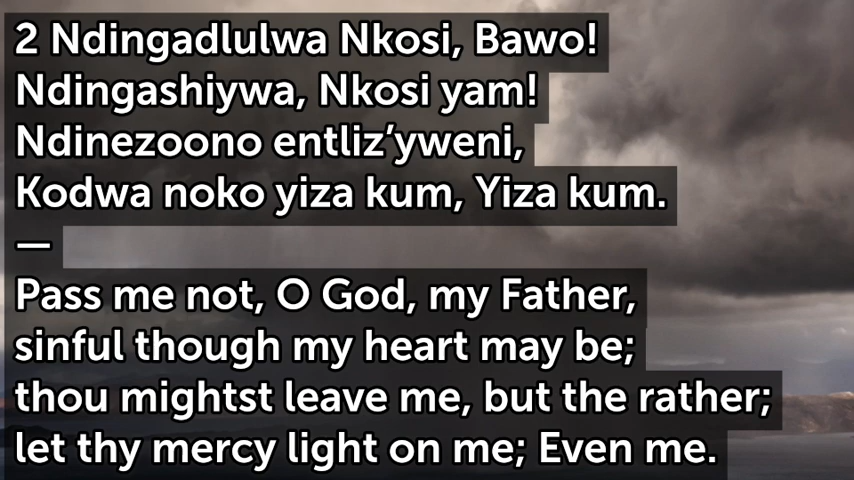 2 Ndingadlulwa Nkosi, Bawo!
Ndingashiywa, Nkosi yam!
Ndinezoono entliz’yweni,
Kodwa noko yiza kum, Yiza kum.
—
Pass me not, O God, my Father,
sinful though my heart may be;
thou mightst leave me, but the rather;
let thy mercy light on me; Even me.